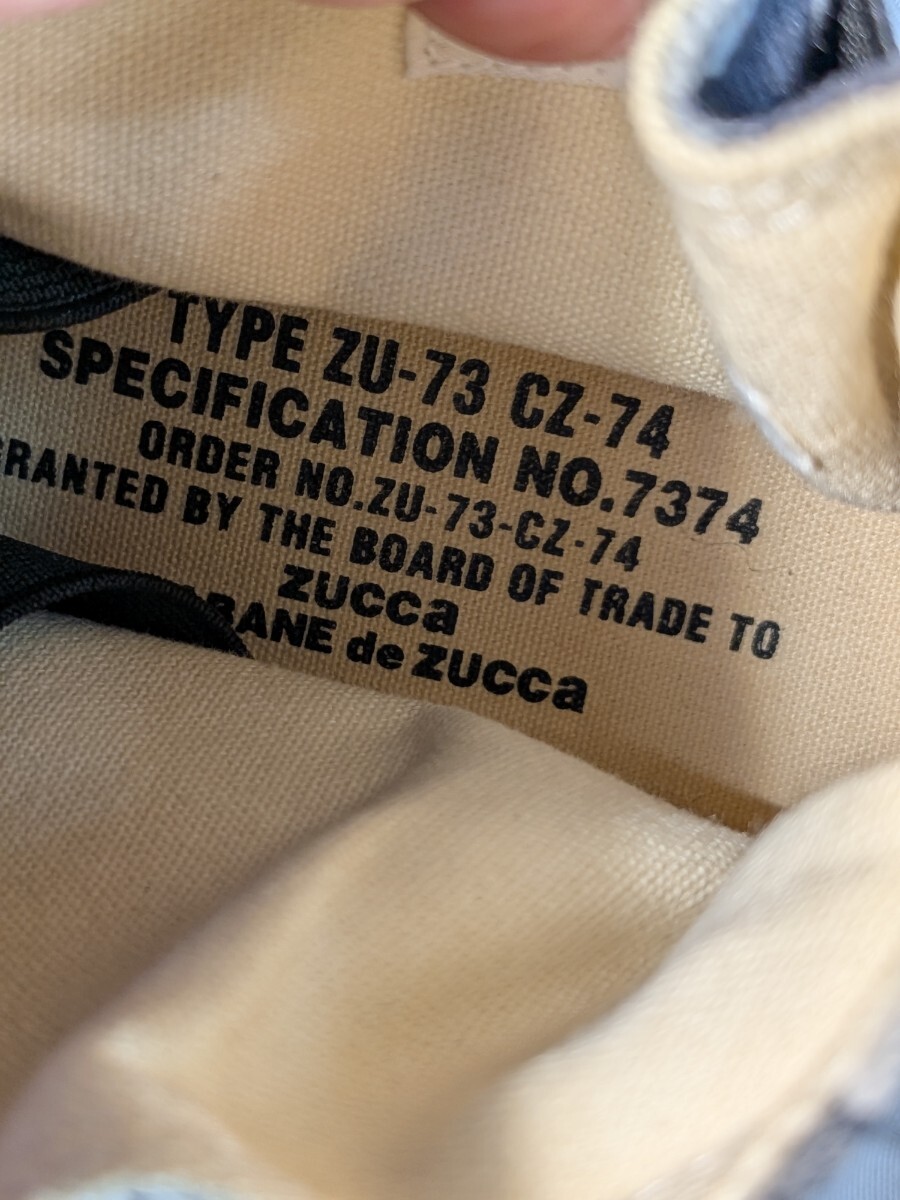 TYPE ZU-73 CZ-74
SPECIFICATION NO.7374
ORDER NO.ZU-73-CZ-74
GRANTED BY THE BOARD OF TRADE TO
ZUCCa
BANE de ZUCCa